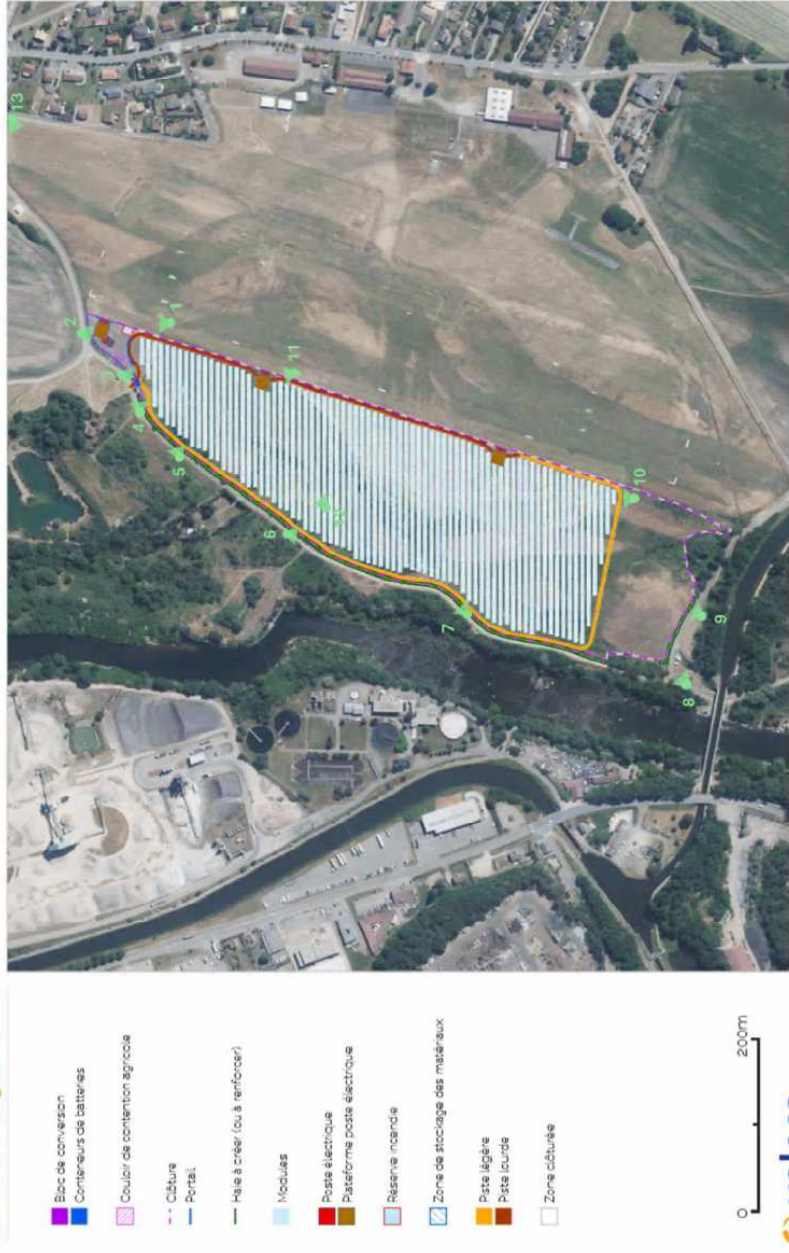 Bloc de conversion
Conteneurs de batteries
Couloir de contention agricole
Clôture
Portail
Haie à créer (ou à renforcer)
Modules
Poste électrique
Plateforme poste électrique
Réserve incendie
Zone de stockage des matériaux
Piste légère
Piste lourde
Zone clôturée
0
200m
13
2
1
3
4
5
11
6
7
10
9
8